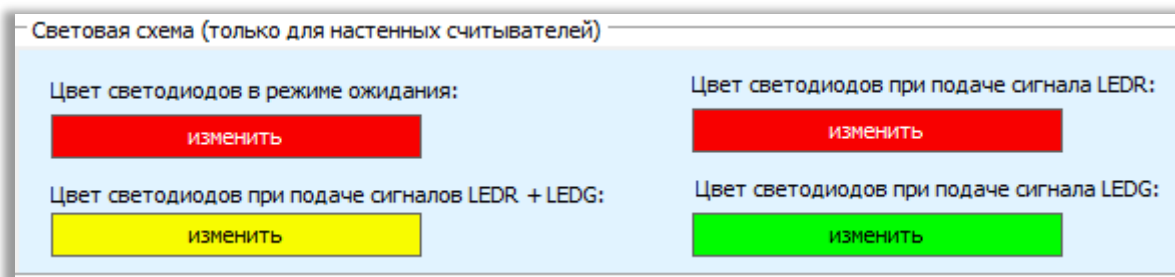 Световая схема (только для настенных считывателей)
Цвет светодиодов в режиме ожидания:
изменить
Цвет светодиодов при подаче сигнала LEDR:
изменить
Цвет светодиодов при подаче сигналов LEDR + LEDG:
изменить
Цвет светодиодов при подаче сигнала LEDG:
изменить